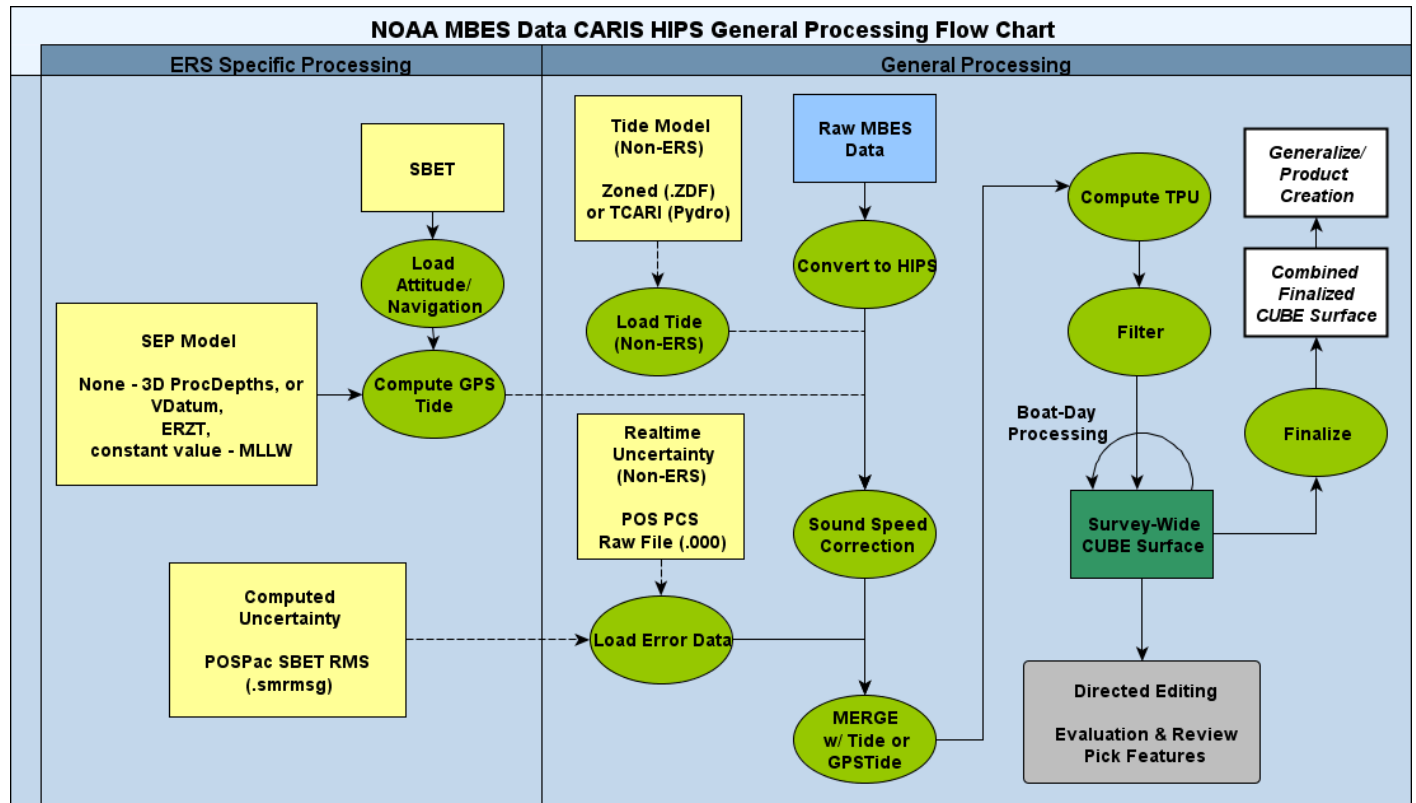 NOAA MBES Data CARIS HIPS General Processing Flow Chart
ERS Specific Processing
General Processing
SBET
Load
Attitude/
Navigation
SEP Model
None - 3D ProcDepths, or
VDatum,
ERZT,
constant value - MLLW
Compute GPS
Tide
Computed
Uncertainty
POSPac SBET RMS
(.smrmsg)
Tide Model
(Non-ERS)
Zoned (.ZDF)
or TCARI (Pydro)
Load Tide
(Non-ERS)
Realtime
Uncertainty
(Non-ERS)
POS PCS
Raw File (.000)
Load Error Data
Raw MBES
Data
Convert to HIPS
Sound Speed
Correction
MERGE
w/ Tide or
GPSTide
Compute TPU
Filter
Boat-Day
Processing
Survey-Wide
CUBE Surface
Directed Editing
Evaluation & Review
Pick Features
Generalize/
Product
Creation
Combined
Finalized
CUBE Surface
Finalize